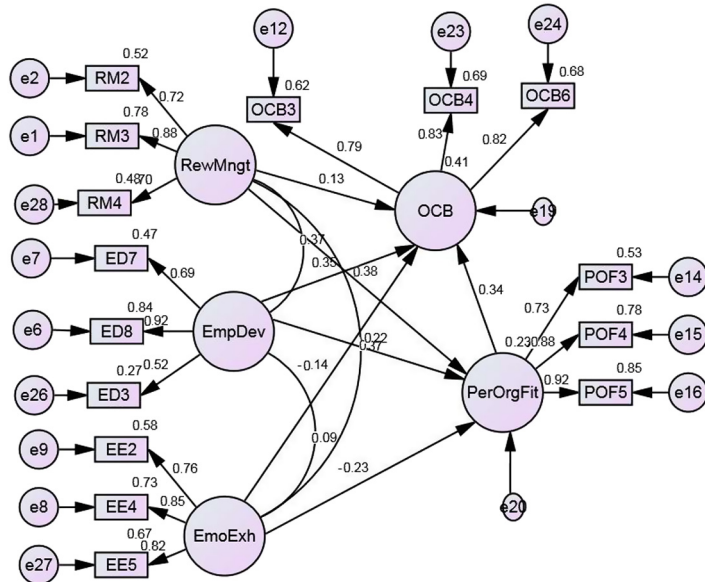 e12
e23
e24
0.52
0.62
0.69
0.68
e2
RM2
OCB3
OCB4
OCB6
0.72
0.78
0.83
0.82
e1
RM3
0.88
0.79
0.41
RewMngt
0.13
0.48
70
e28
RM4
OCB
e19
0.47
0.37
e7
ED7
0.35
0.38
0.53
0.69
POF3
e14
0.34
0.73
0.84
0.92
0.78
e6
ED8
EmpDev
0.22
0.37
0.23
0.88
POF4
e15
0.27
0.52
-0.14
0.85
e26
ED3
PerOrgFit
0.92
POF5
e16
0.58
0.09
e9
EE2
0.76
-0.23
0.73
0.85
e8
EE4
e20
EmoExh
0.67
0.82
e27
EE5